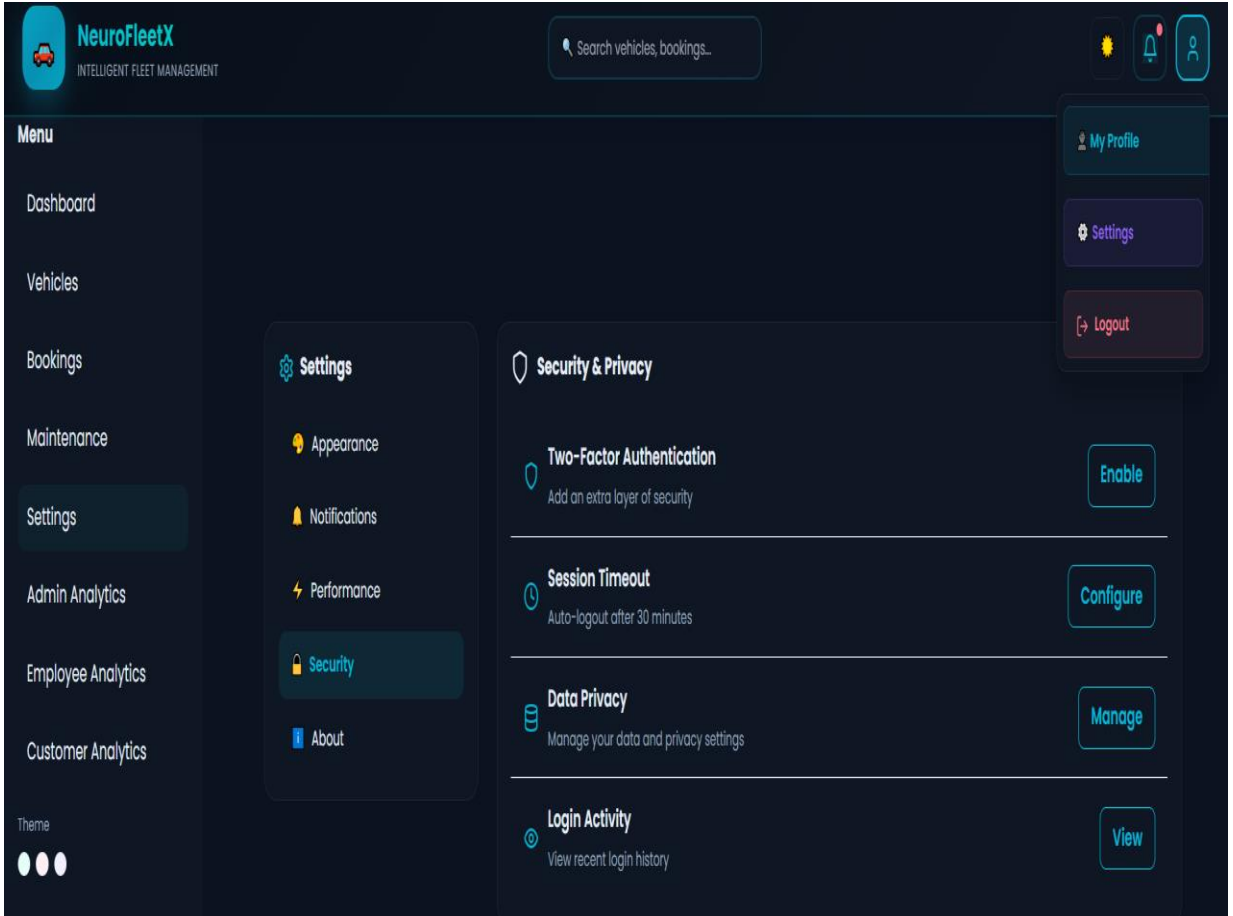 NeuroFleetX
INTELLIGENT FLEET MANAGEMENT
Search vehicles, bookings...
My Profile
Settings
Logout
Menu
Dashboard
Vehicles
Bookings
Maintenance
Settings
Admin Analytics
Employee Analytics
Customer Analytics
Theme
Settings
Appearance
Notifications
Performance
Security
About
Security & Privacy
Two-Factor Authentication
Add an extra layer of security
Enable
Session Timeout
Auto-logout after 30 minutes
Configure
Data Privacy
Manage your data and privacy settings
Manage
Login Activity
View recent login history
View